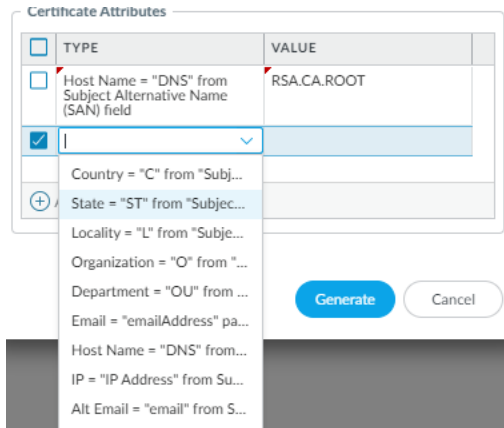 Certificate Attributes
TYPE
VALUE
Host Name = "DNS" from
Subject Alternative Name
(SAN) field
RSA.CA.ROOT
Country = "C" from "Subj...
State = "ST" from "Subjec...
Locality = "L" from "Subje...
Organization = "O" from "...
Department = "OU" from ...
Email = "emailAddress" pa...
Host Name = "DNS" from...
IP = "IP Address" from Su...
Alt Email = "email" from S...
Generate
Cancel